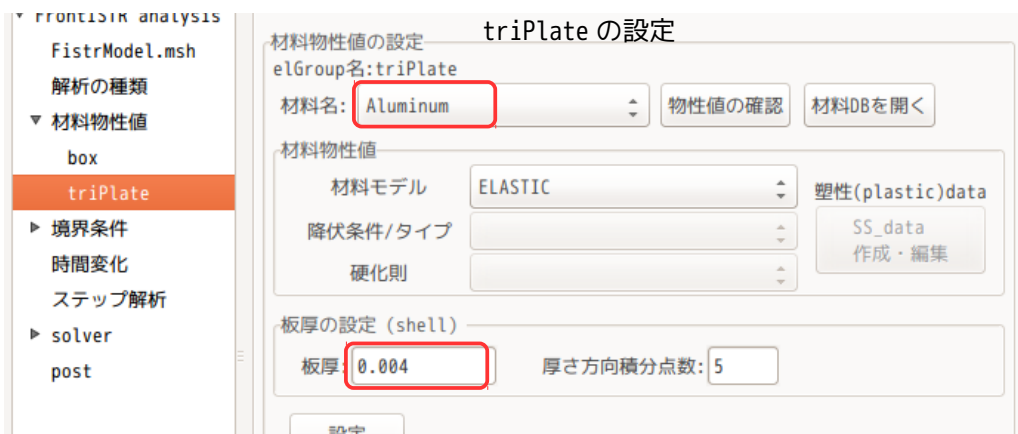 FrontISTR analysis
FistrModel.msh
解析の種類
材料物性値
box
triPlate
境界条件
時間変化
ステップ解析
solver
post
triPlate の設定
材料物性値の設定
elGroup名:triPlate
材料名: Aluminum 物性値の確認 材料DBを開く
材料物性値
材料モデル ELASTIC 塑性(plastic)data
降伏条件/タイプ SS_data
作成・編集
硬化則
板厚の設定 (shell)
板厚: 0.004 厚さ方向積分点数: 5
設定